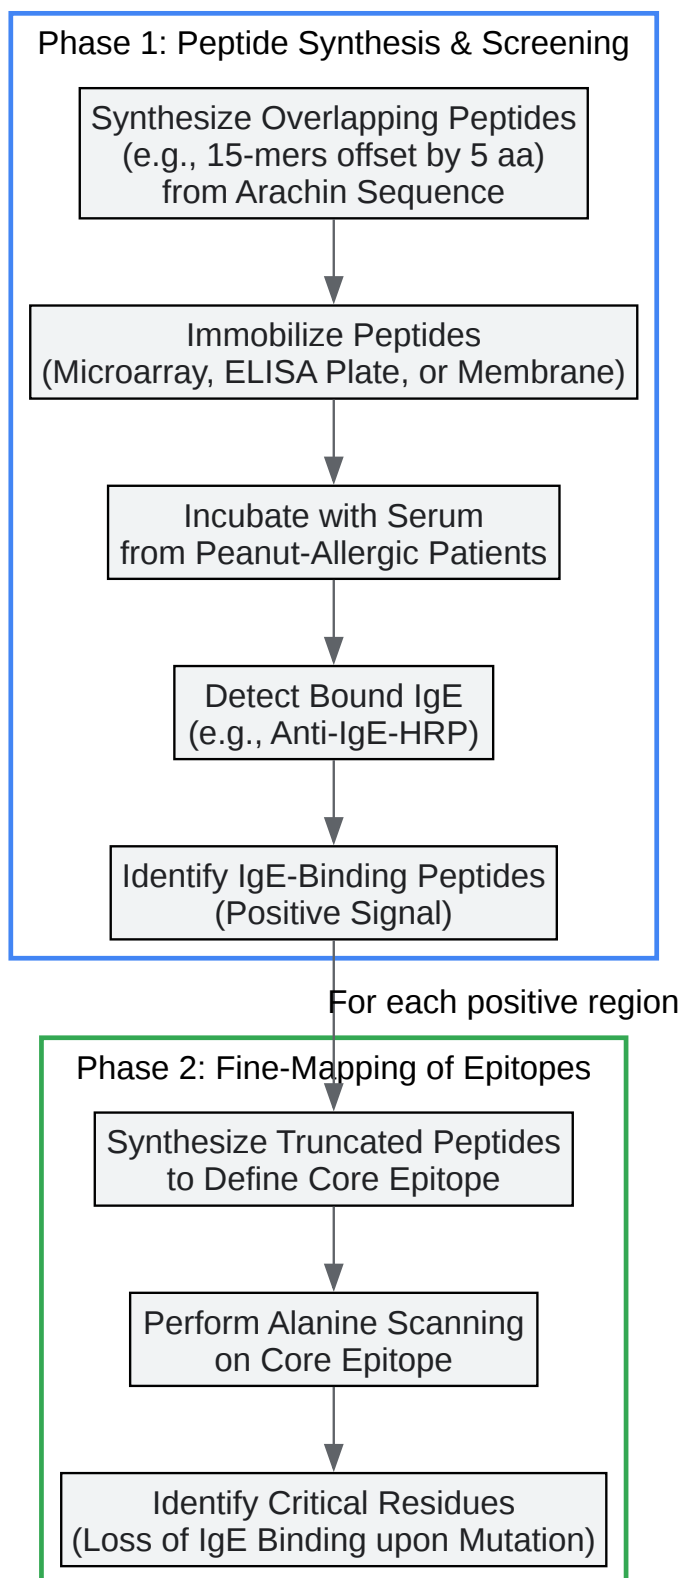 Phase 1: Peptide Synthesis & Screening
Synthesize Overlapping Peptides
(e.g., 15-mers offset by 5 aa)
from Arachin Sequence
Immobilize Peptides
(Microarray, ELISA Plate, or Membrane)
Incubate with Serum
from Peanut-Allergic Patients
Detect Bound IgE
(e.g., Anti-IgE-HRP)
Identify IgE-Binding Peptides
(Positive Signal)
For each positive region
Phase 2: Fine-Mapping of Epitopes
Synthesize Truncated Peptides
to Define Core Epitope
Perform Alanine Scanning
on Core Epitope
Identify Critical Residues
(Loss of IgE Binding upon Mutation)